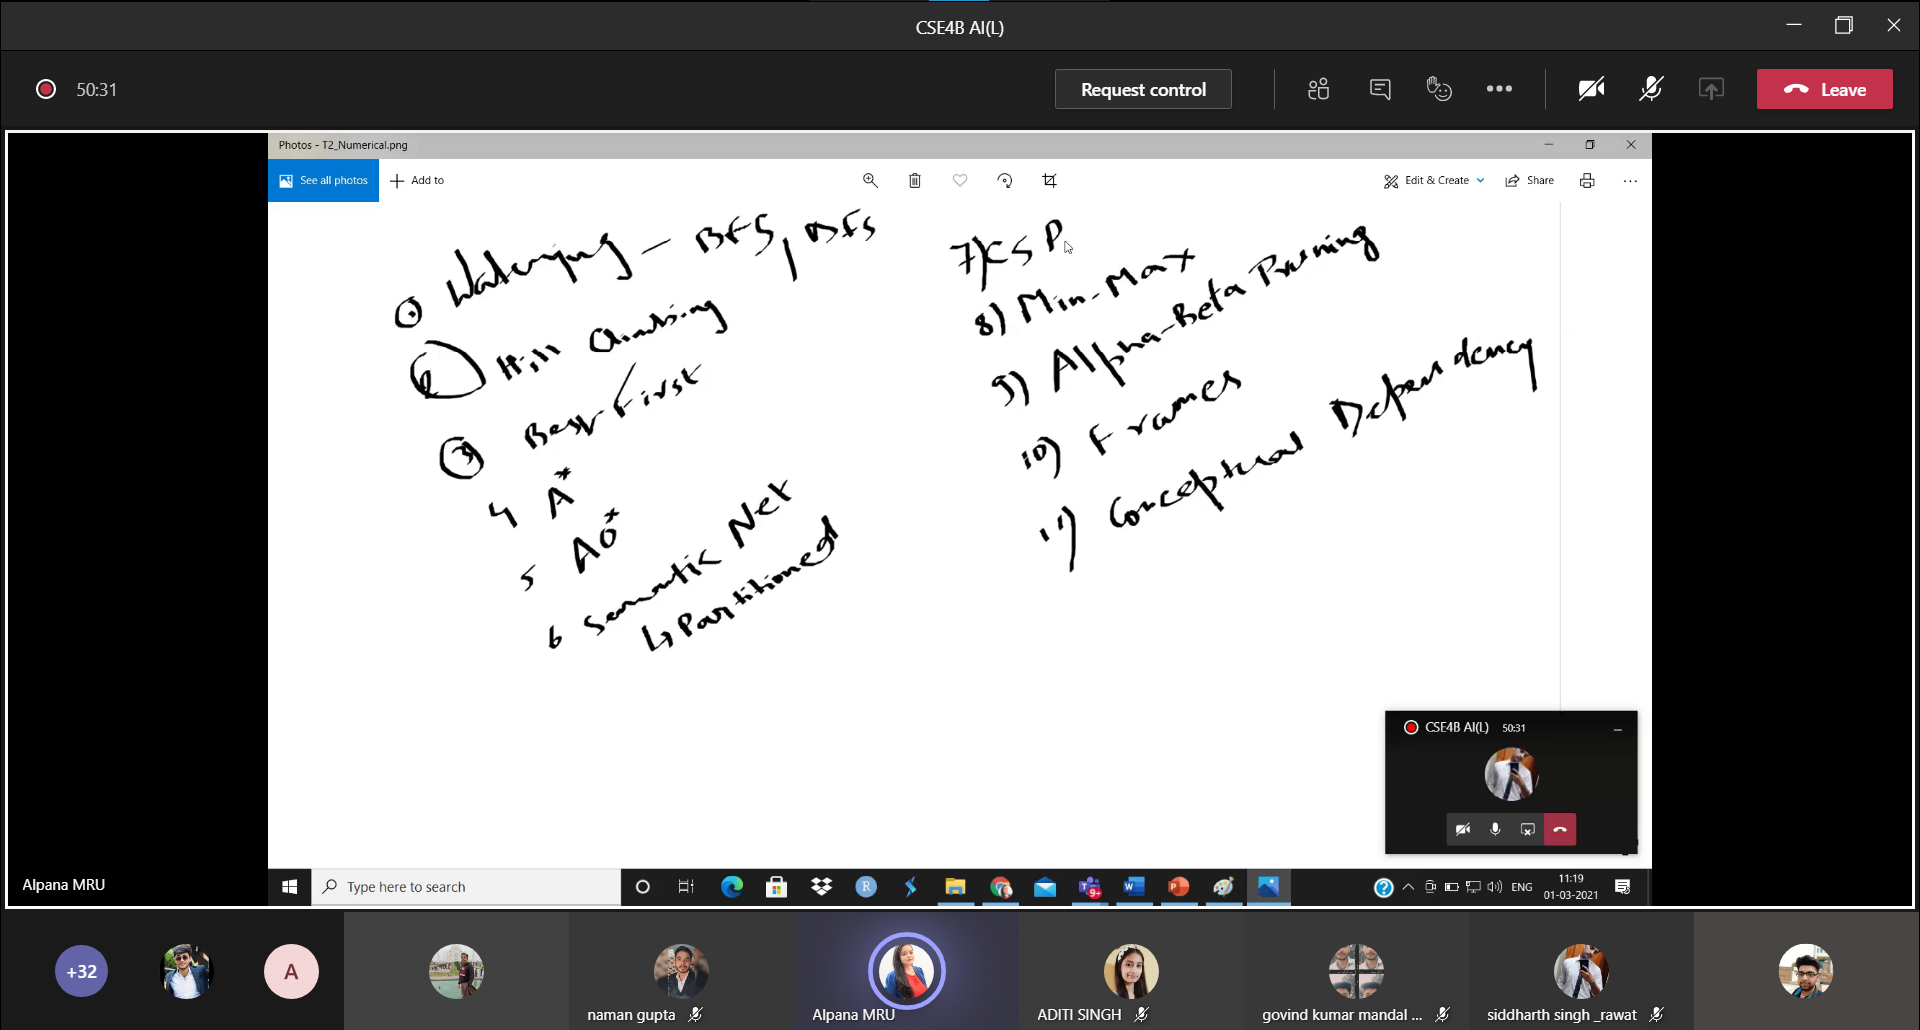 CSE4B AI(L)
50:31
Request control
Leave
Photos - T2_Numerical.png
See all photos
Add to
Edit & Create
Share
① Waterjug - BFS, DFS
② Hill Climbing
③ Best First
4 A*
5 AO*
6 Semantic Net
↳ Partitioned
7) CSP
8) Min-Max
9) Alpha-Beta Pruning
10) Frames
11) Conceptual Dependency
CSE4B AI(L) 50:31
Alpana MRU
Type here to search
R
9+
ENG
11:19
01-03-2021
+32
A
naman gupta
Alpana MRU
ADITI SINGH
govind kumar mandal ...
siddharth singh _rawat